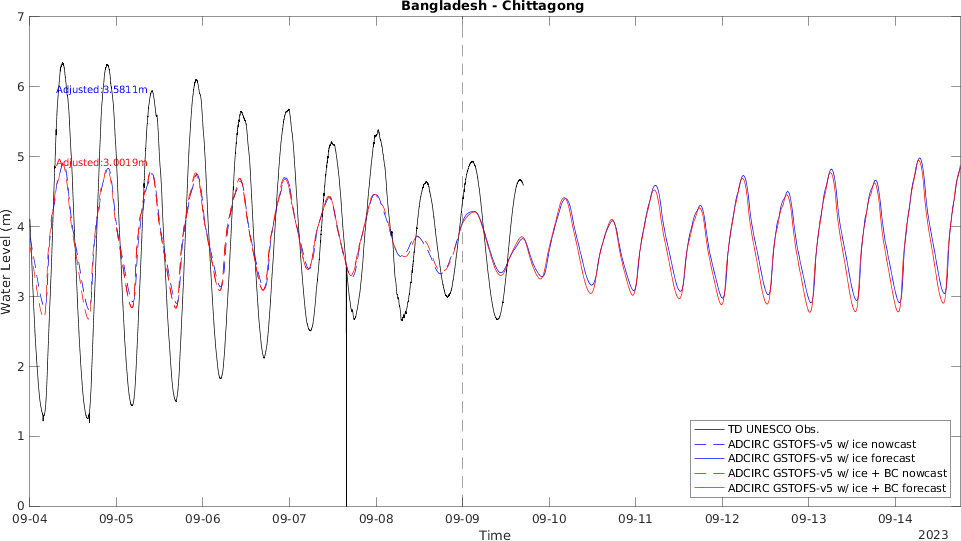 Bangladesh - Chittagong
7
6
5
4
3
2
1
0
Water Level (m)
Adjusted:3.5811m
Adjusted:3.0019m
TD UNESCO Obs.
ADCIRC GSTOFS-v5 w/ ice nowcast
ADCIRC GSTOFS-v5 w/ ice forecast
ADCIRC GSTOFS-v5 w/ ice + BC nowcast
ADCIRC GSTOFS-v5 w/ ice + BC forecast
09-04 09-05 09-06 09-07 09-08 09-09 09-10 09-11 09-12 09-13 09-14
Time
2023